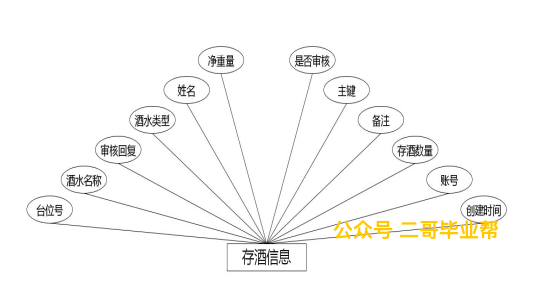 净重量
是否审核
姓名
主键
酒水类型
备注
审核回复
存酒数量
酒水名称
账号
台位号
创建时间
公众号 二哥毕业帮
存酒信息